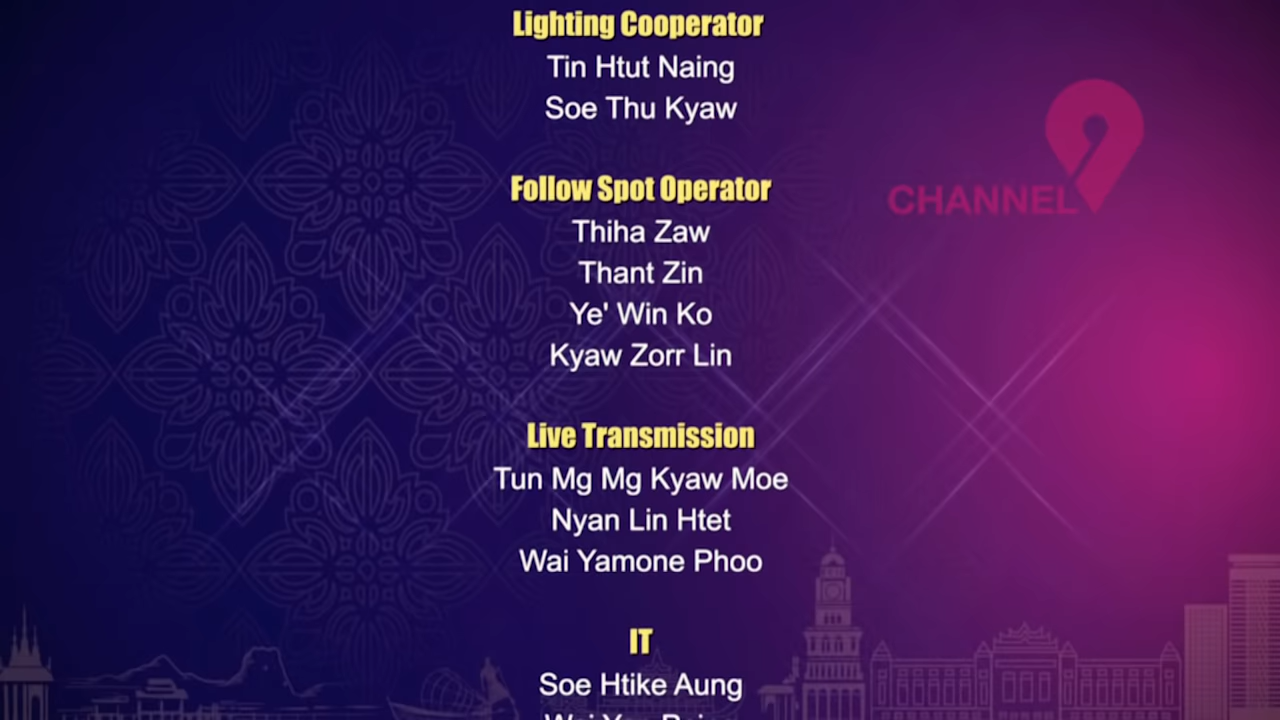 Lighting Cooperator
Tin Htut Naing
Soe Thu Kyaw
CHANNEL 9
Follow Spot Operator
Thiha Zaw
Thant Zin
Ye' Win Ko
Kyaw Zorr Lin
Live Transmission
Tun Mg Mg Kyaw Moe
Nyan Lin Htet
Wai Yamone Phoo
IT
Soe Htike Aung